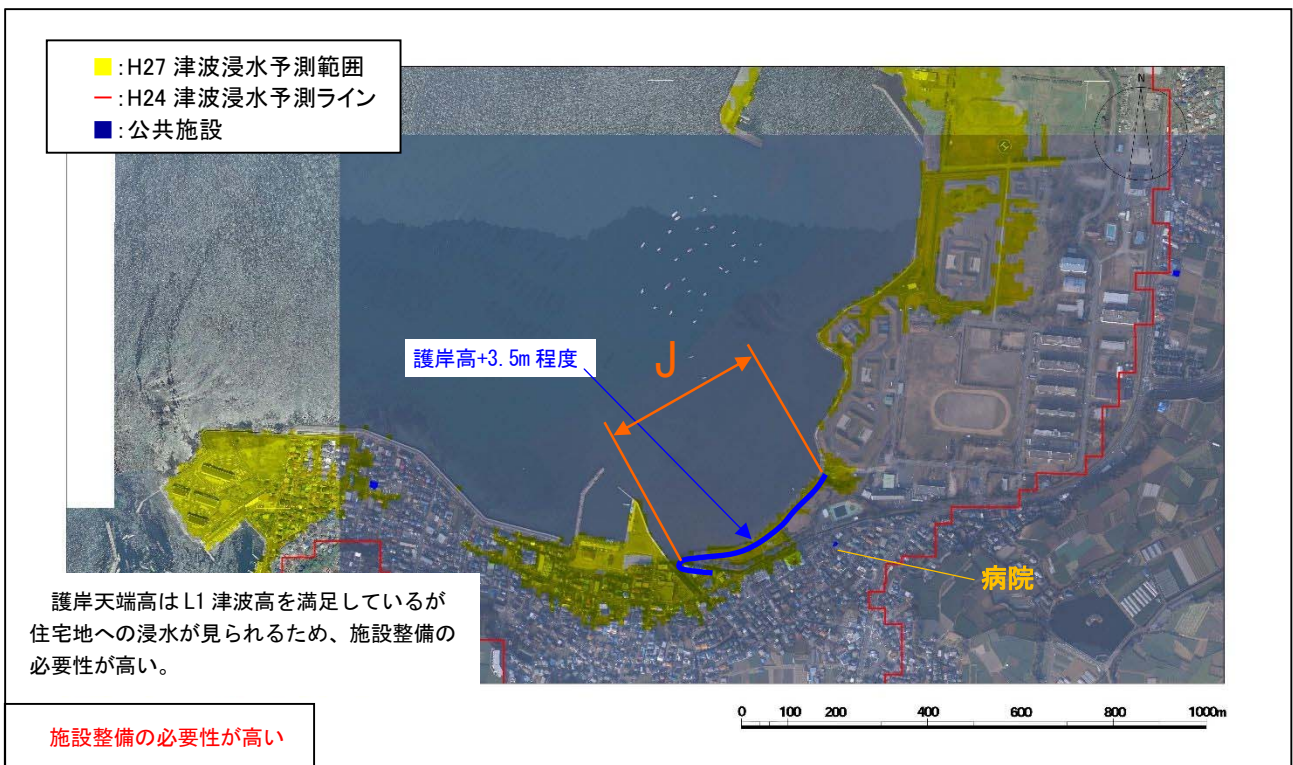 ■:H27 津波浸水予測範囲
―:H24 津波浸水予測ライン
■:公共施設
N
護岸高+3.5m 程度
J
病院
護岸天端高は L1 津波高を満足しているが
住宅地への浸水が見られるため、施設整備の
必要性が高い。
0 100 200 400 600 800 1000m
施設整備の必要性が高い